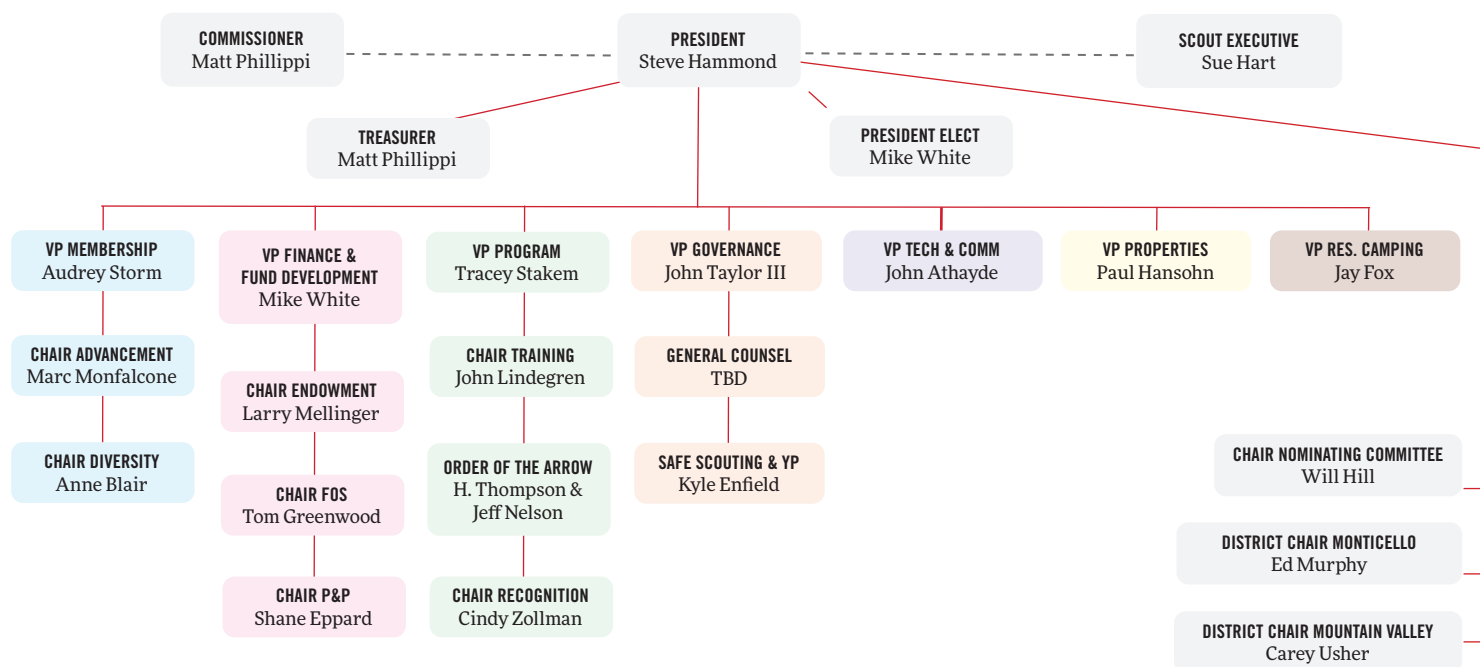 COMMISSIONER
Matt Phillippi
PRESIDENT
Steve Hammond
SCOUT EXECUTIVE
Sue Hart
TREASURER
Matt Phillippi
PRESIDENT ELECT
Mike White
VP MEMBERSHIP
Audrey Storm
VP FINANCE &
FUND DEVELOPMENT
Mike White
VP PROGRAM
Tracey Stakem
VP GOVERNANCE
John Taylor III
VP TECH & COMM
John Athayde
VP PROPERTIES
Paul Hansohn
VP RES. CAMPING
Jay Fox
CHAIR ADVANCEMENT
Marc Monfalcone
CHAIR ENDOWMENT
Larry Mellinger
CHAIR TRAINING
John Lindegren
GENERAL COUNSEL
TBD
CHAIR DIVERSITY
Anne Blair
CHAIR FOS
Tom Greenwood
ORDER OF THE ARROW
H. Thompson &
Jeff Nelson
SAFE SCOUTING & YP
Kyle Enfield
CHAIR P&P
Shane Eppard
CHAIR RECOGNITION
Cindy Zollman
CHAIR NOMINATING COMMITTEE
Will Hill
DISTRICT CHAIR MONTICELLO
Ed Murphy
DISTRICT CHAIR MOUNTAIN VALLEY
Carey Usher